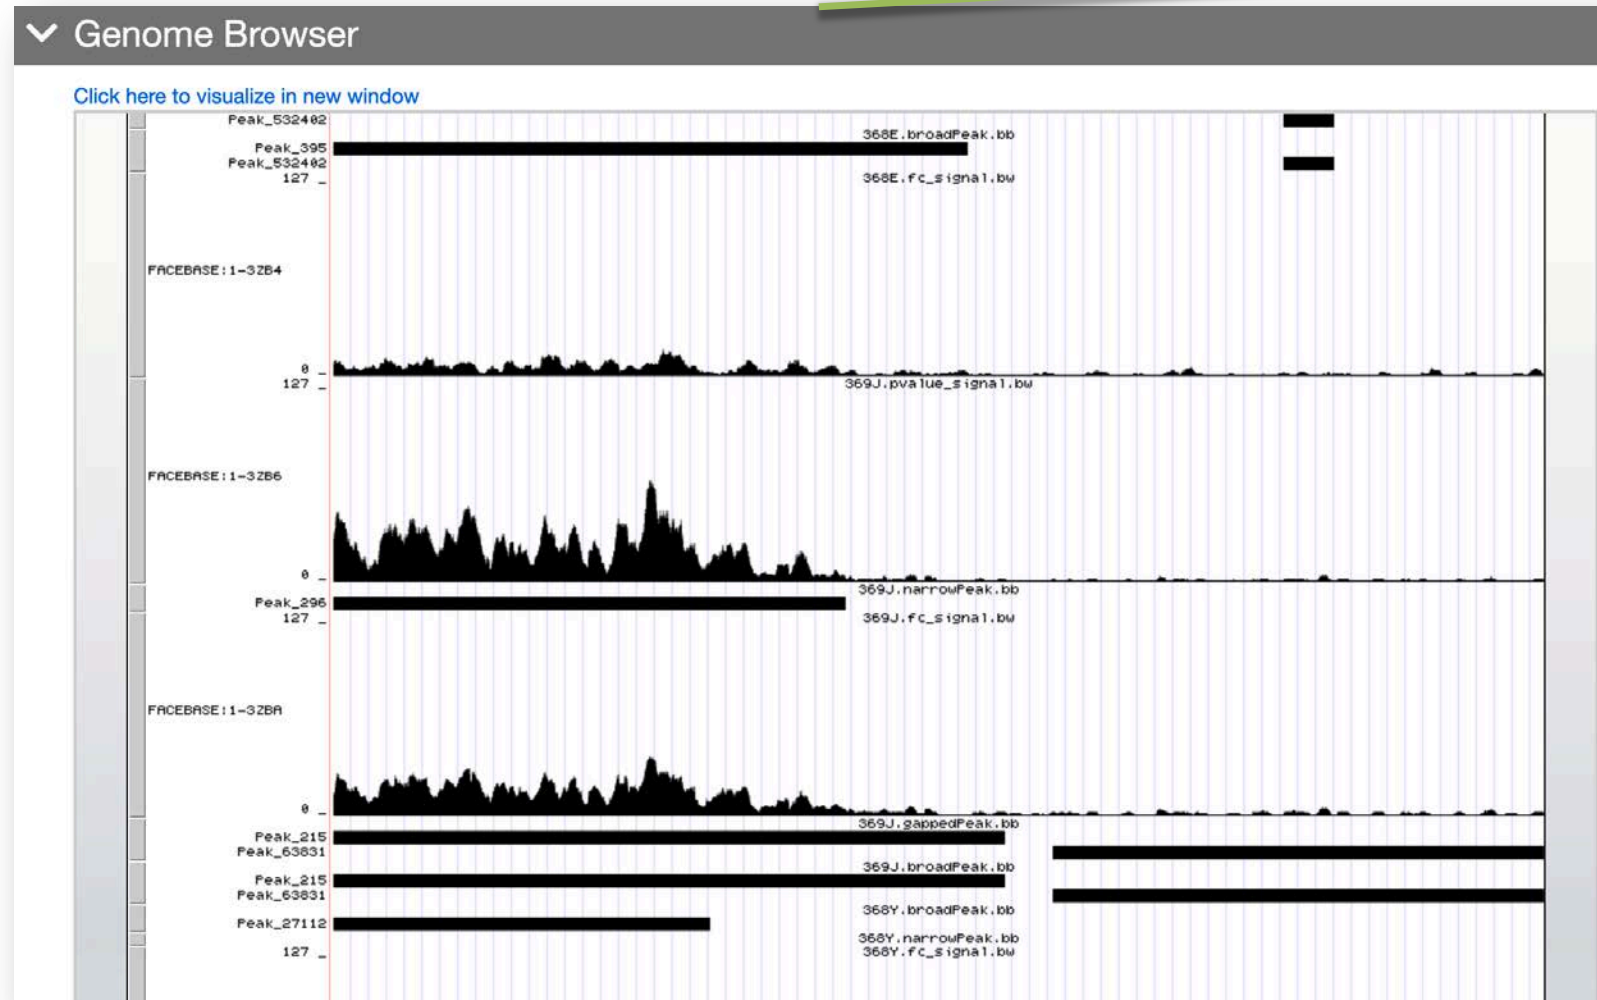 Genome Browser
Click here to visualize in new window
Peak_532402
368E.broadPeak.bb
Peak_395
Peak_532402
127 _ 368E.fc_signal.bw
FACEBASE:1-3ZB4
0 _
127 _ 369J.pvalue_signal.bw
FACEBASE:1-3ZB6
0 _
369J.narrowPeak.bb
Peak_296
127 _ 369J.fc_signal.bw
FACEBASE:1-3ZBA
0 _
369J.gappedPeak.bb
Peak_215
Peak_63831
369J.broadPeak.bb
Peak_215
Peak_63831
368Y.broadPeak.bb
Peak_27112
368Y.narrowPeak.bb
127 _ 368Y.fc_signal.bw